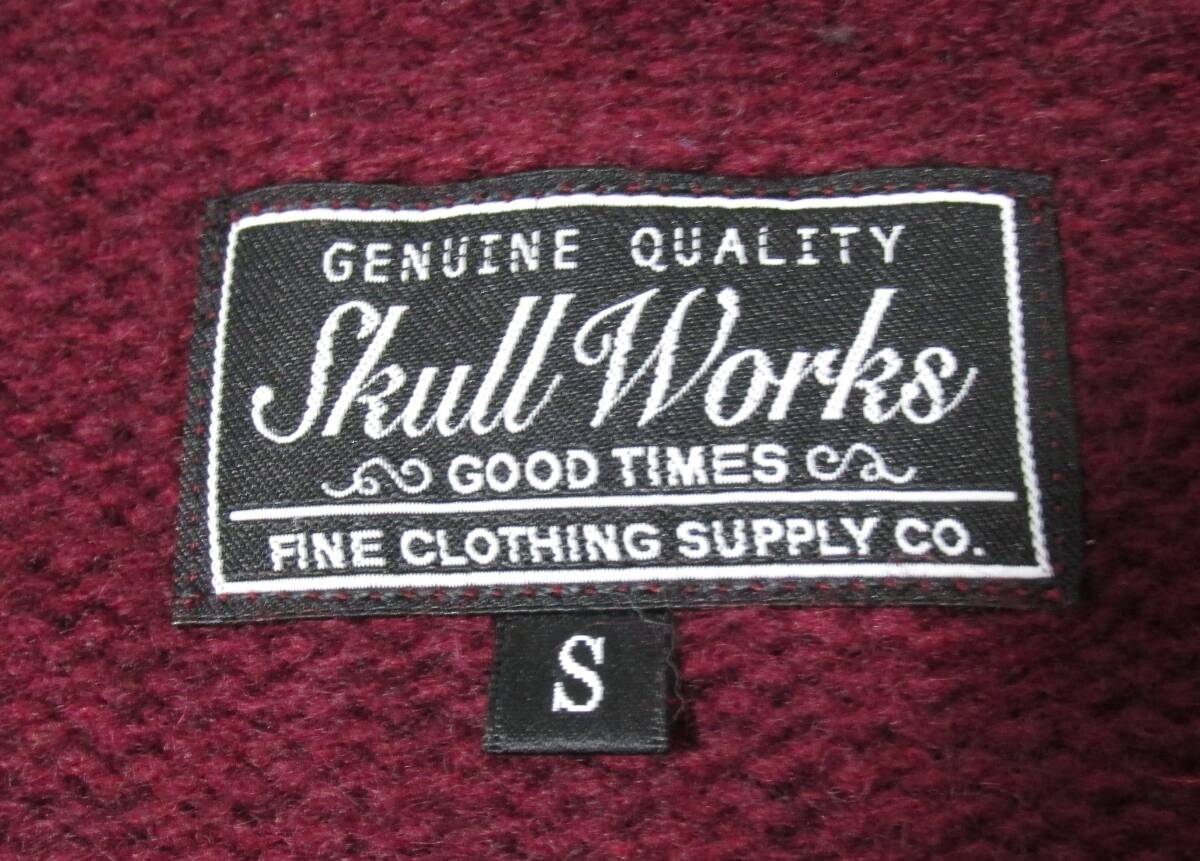 GENUINE QUALITY
Skull Works
GOOD TIMES
FINE CLOTHING SUPPLY CO.
S